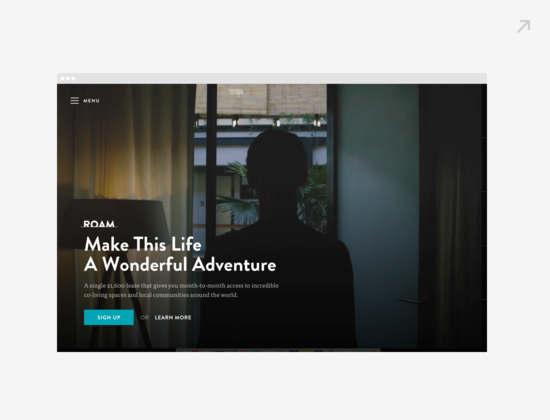 MENU
ROAM
Make This Life
A Wonderful Adventure
A single $1,600 lease that gives you month-to-month access to incredible
co-living spaces and local communities around the world.
SIGN UP OR LEARN MORE